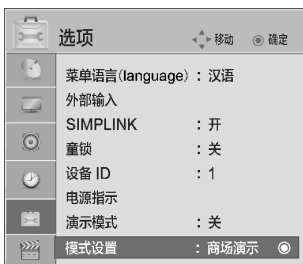 选项 移动 确定
菜单语言(language) : 汉语
外部输入
SIMPLINK : 开
童锁 : 关
设备 ID : 1
电源指示
演示模式 : 关
模式设置 : 商场演示